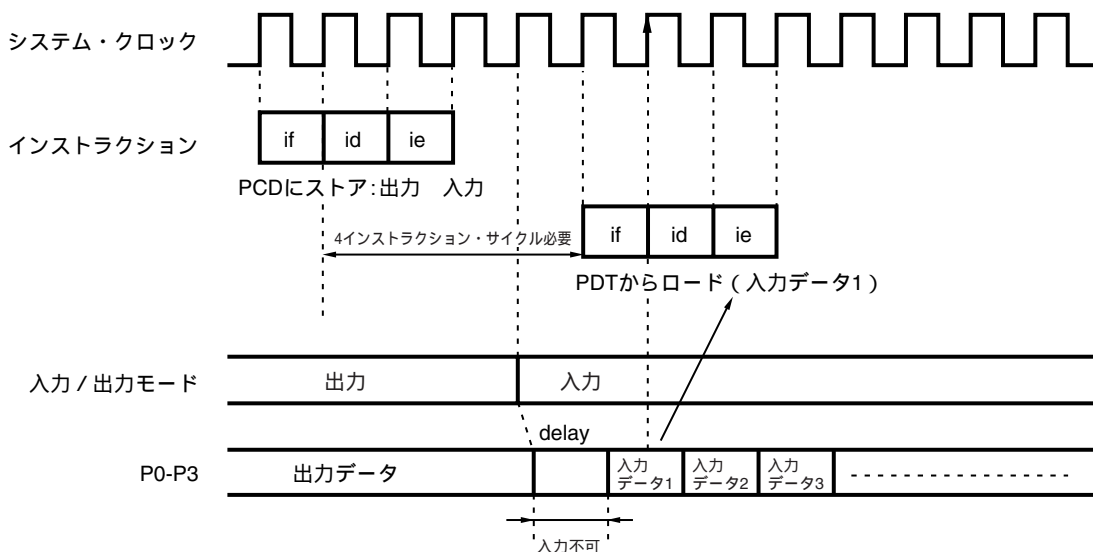 システム・クロック
インストラクション
if id ie
PCDにストア:出力 入力
4インストラクション・サイクル必要
if id ie
PDTからロード(入力データ1)
入力/出力モード
出力
入力
delay
P0-P3
出力データ
入力
データ1
入力
データ2
入力
データ3
入力不可